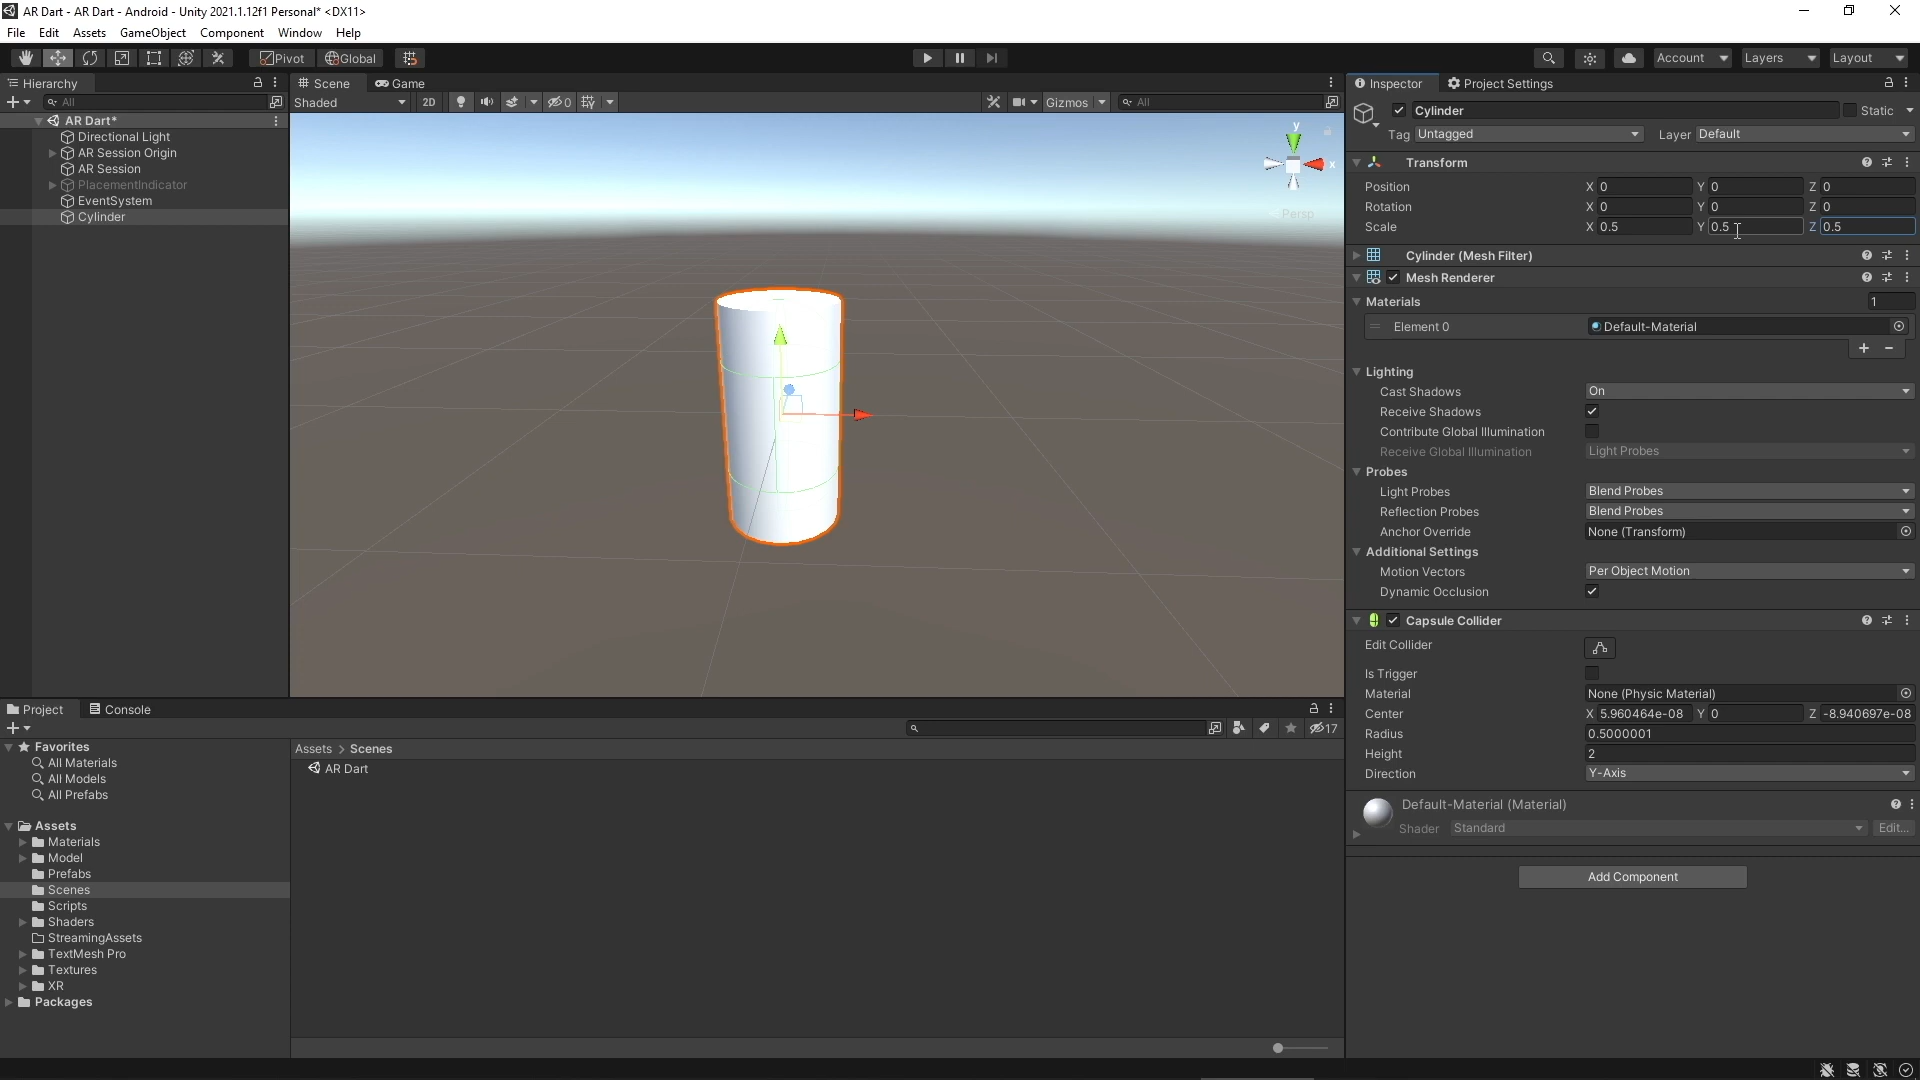 AR Dart - AR Dart - Android - Unity 2021.1.12f1 Personal* <DX11>
File Edit Assets GameObject Component Window Help
Pivot Global Account Layers Layout
Hierarchy
All
AR Dart*
Directional Light
AR Session Origin
AR Session
PlacementIndicator
EventSystem
Cylinder
Scene Game
Shaded 2D 0 Gizmos All
y
x
Persp
Inspector Project Settings
Cylinder Static
Tag Untagged Layer Default
Transform
Position X 0 Y 0 Z 0
Rotation X 0 Y 0 Z 0
Scale X 0.5 Y 0.5 Z 0.5
Cylinder (Mesh Filter)
Mesh Renderer
Materials 1
Element 0 Default-Material
Lighting
Cast Shadows On
Receive Shadows
Contribute Global Illumination
Receive Global Illumination Light Probes
Probes
Light Probes Blend Probes
Reflection Probes Blend Probes
Anchor Override None (Transform)
Additional Settings
Motion Vectors Per Object Motion
Dynamic Occlusion
Capsule Collider
Edit Collider
Is Trigger
Material None (Physic Material)
Center X 5.960464e-08 Y 0 Z -8.940697e-08
Radius 0.5000001
Height 2
Direction Y-Axis
Default-Material (Material)
Shader Standard Edit...
Add Component
Project Console
17
Favorites
All Materials
All Models
All Prefabs
Assets
Materials
Model
Prefabs
Scenes
Scripts
Shaders
StreamingAssets
TextMesh Pro
Textures
XR
Packages
Assets > Scenes
AR Dart